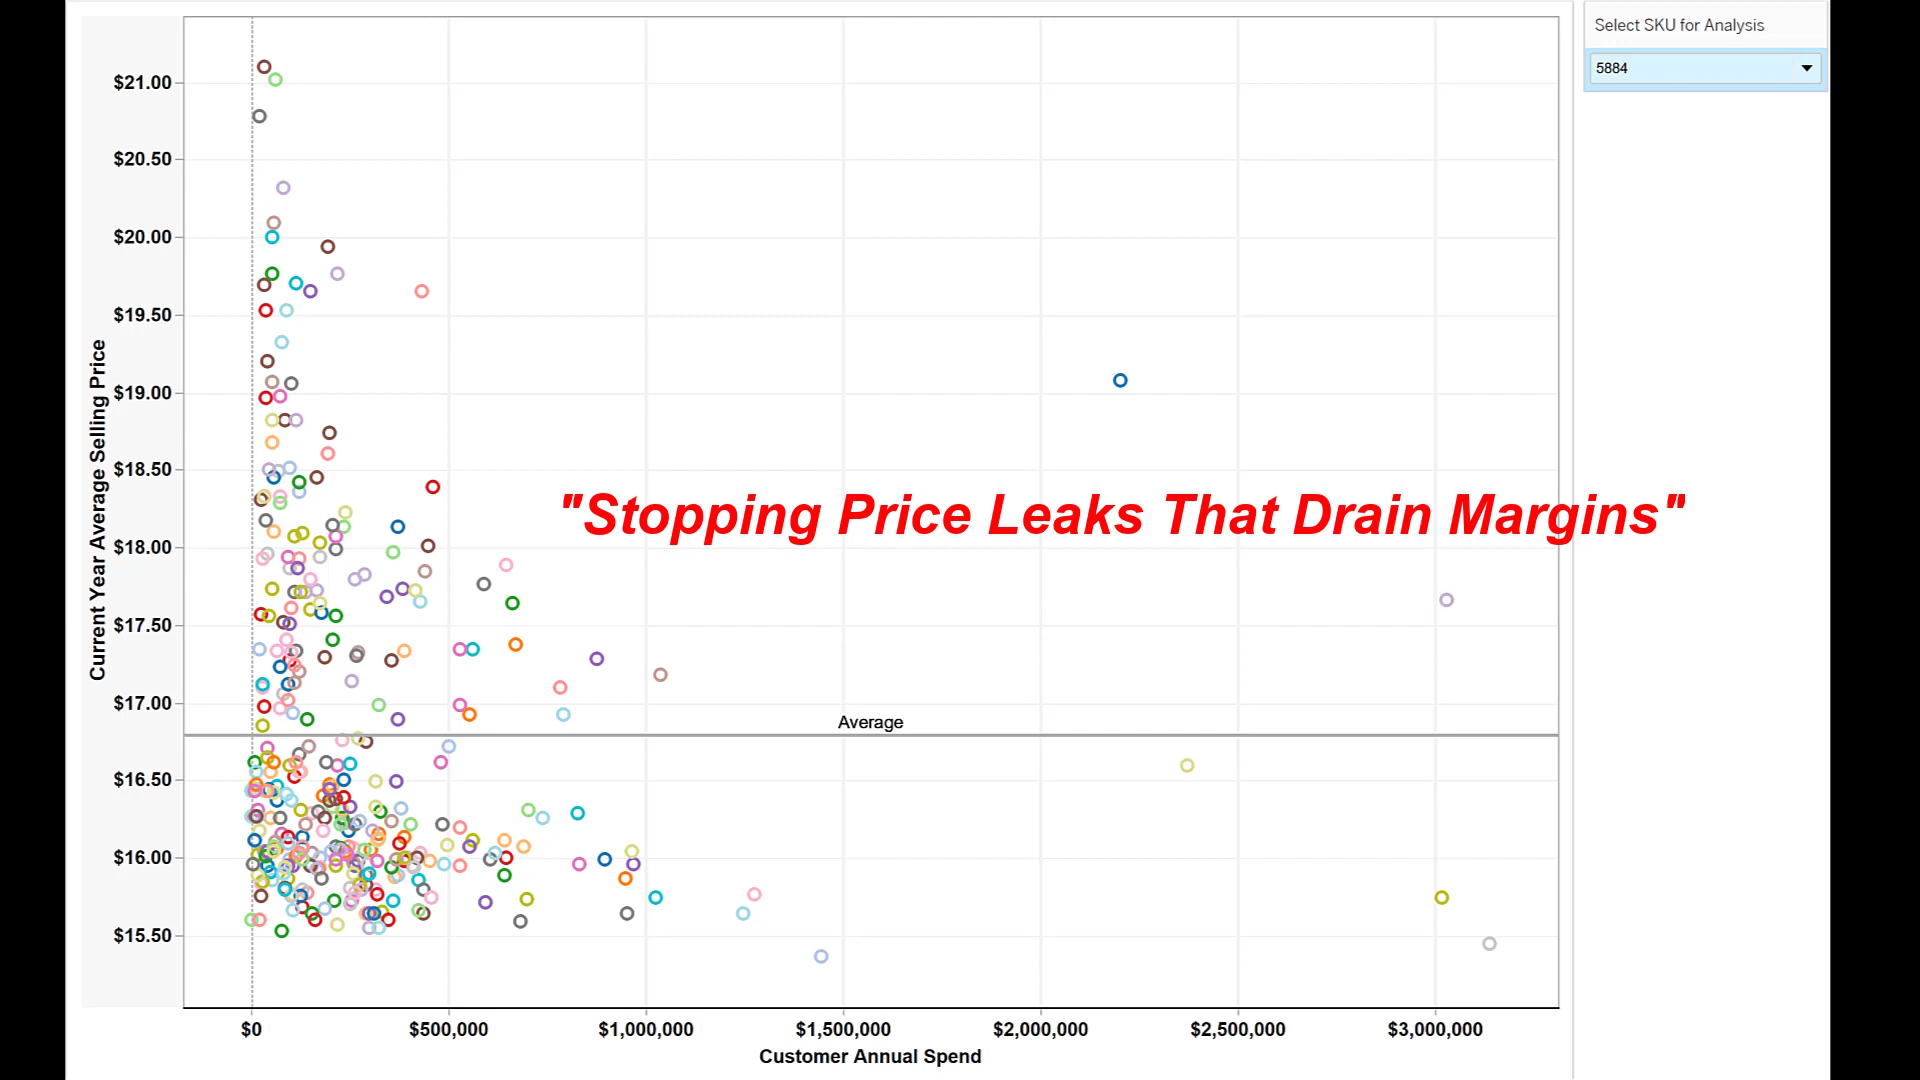 Select SKU for Analysis
5884
$21.00
$20.50
$20.00
$19.50
$19.00
$18.50
$18.00
$17.50
$17.00
$16.50
$16.00
$15.50
Current Year Average Selling Price
"Stopping Price Leaks That Drain Margins"
Average
$0 $500,000 $1,000,000 $1,500,000 $2,000,000 $2,500,000 $3,000,000
Customer Annual Spend